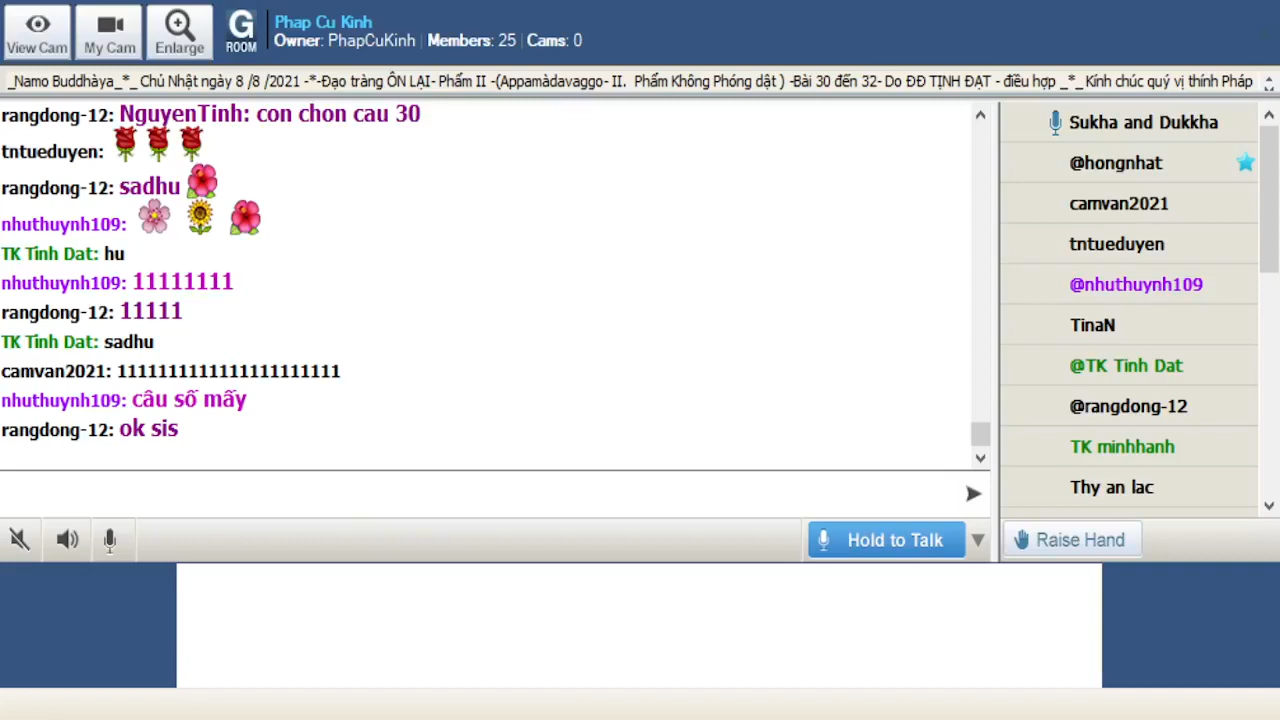 View Cam
My Cam
Enlarge
G
ROOM
Phap Cu Kinh
Owner: PhapCuKinh | Members: 25 | Cams: 0
_Namo Buddhàya_*_ Chủ Nhật ngày 8 /8 /2021 -*-Đạo tràng ÔN LẠI- Phẩm II -(Appamàdavaggo- II. Phẩm Không Phóng dật ) -Bài 30 đến 32- Do ĐĐ TỊNH ĐẠT - điều hợp _*_ Kính chúc quý vị thính Pháp
rangdong-12: NguyenTinh: con chon cau 30
tntueduyen:
rangdong-12: sadhu
nhuthuynh109:
TK Tinh Dat: hu
nhuthuynh109: 11111111
rangdong-12: 11111
TK Tinh Dat: sadhu
camvan2021: 1111111111111111111111
nhuthuynh109: câu số mấy
rangdong-12: ok sis
Sukha and Dukkha
@hongnhat
camvan2021
tntueduyen
@nhuthuynh109
TinaN
@TK Tinh Dat
@rangdong-12
TK minhhanh
Thy an lac
Hold to Talk
Raise Hand